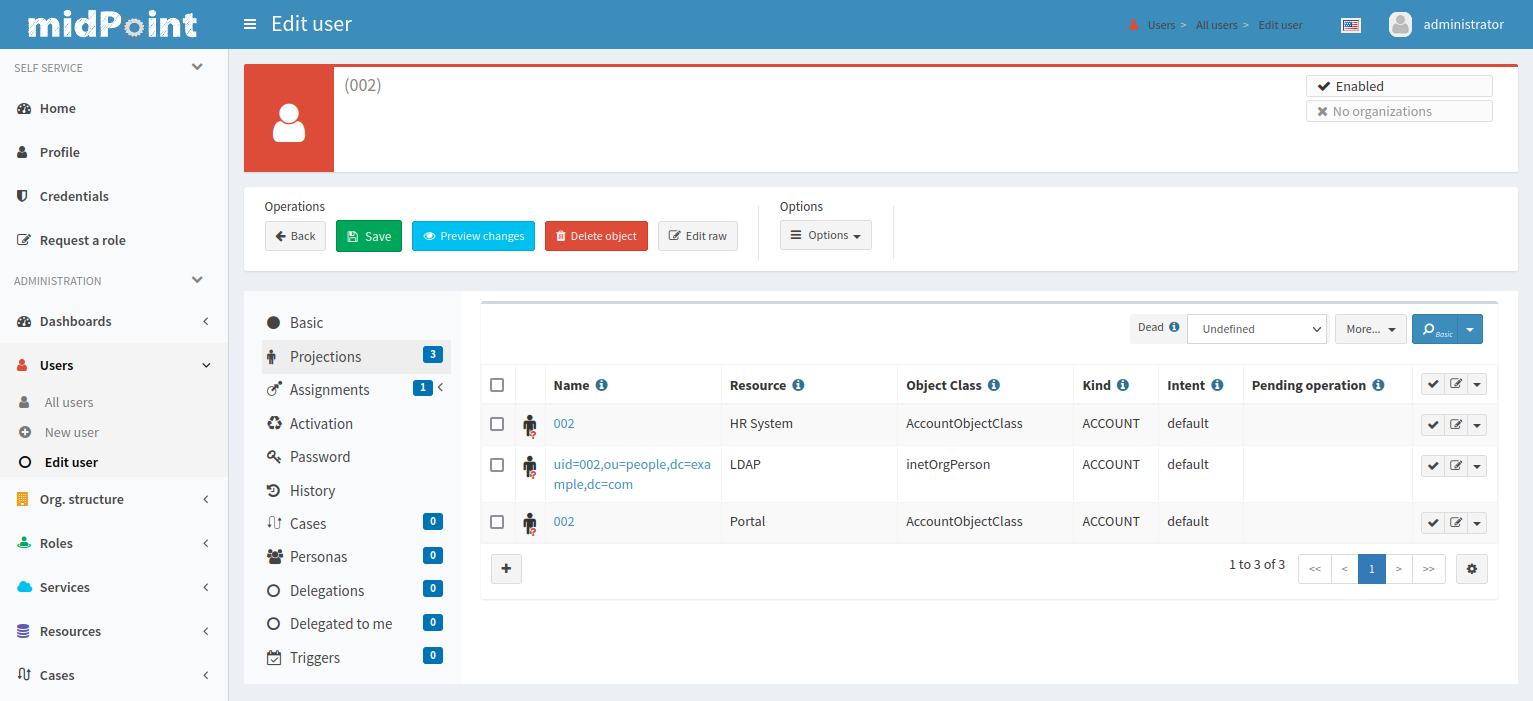 midPoint
Edit user
Users > All users > Edit user
administrator
SELF SERVICE
Home
Profile
Credentials
Request a role
ADMINISTRATION
Dashboards
Users
All users
New user
Edit user
Org. structure
Roles
Services
Resources
Cases
(002)
Enabled
No organizations
Operations
Back
Save
Preview changes
Delete object
Edit raw
Options
Options
Basic
Projections 3
Assignments 1
Activation
Password
History
Cases 0
Personas 0
Delegations 0
Delegated to me 0
Triggers 0
Dead Undefined More... Basic
Name Resource Object Class Kind Intent Pending operation
002 HR System AccountObjectClass ACCOUNT default
uid=002,ou=people,dc=exa LDAP inetOrgPerson ACCOUNT default
mple,dc=com
002 Portal AccountObjectClass ACCOUNT default
1 to 3 of 3 << < 1 > >>